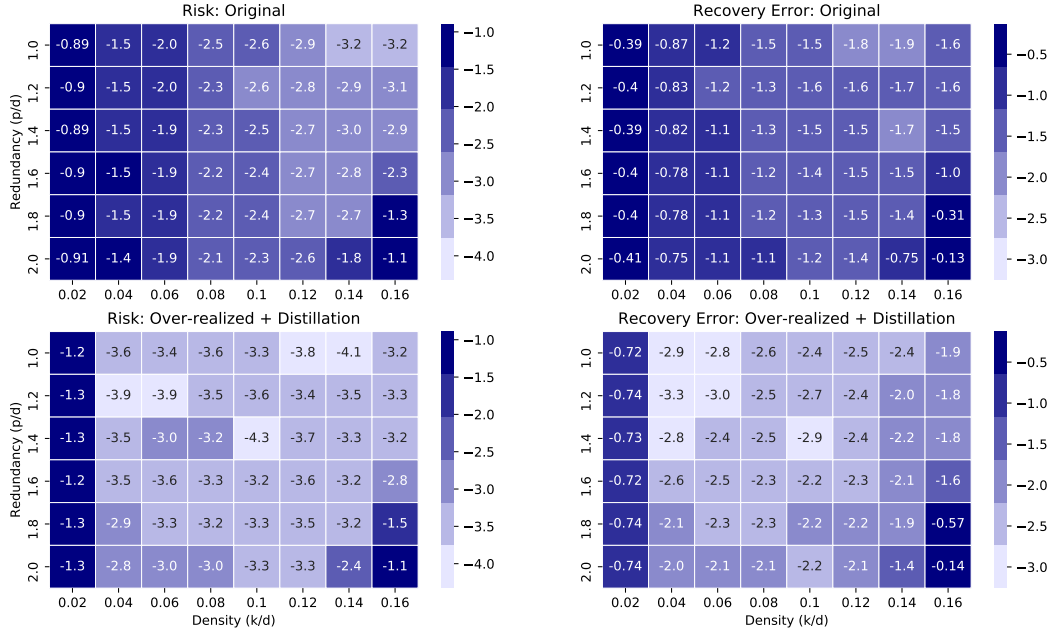 Risk: Original
Redundancy (p/d)
1.0 -0.89 -1.5 -2.0 -2.5 -2.6 -2.9 -3.2 -3.2
1.2 -0.9 -1.5 -2.0 -2.3 -2.6 -2.8 -2.9 -3.1
1.4 -0.89 -1.5 -1.9 -2.3 -2.5 -2.7 -3.0 -2.9
1.6 -0.9 -1.5 -1.9 -2.2 -2.4 -2.7 -2.8 -2.3
1.8 -0.9 -1.5 -1.9 -2.2 -2.4 -2.7 -2.7 -1.3
2.0 -0.91 -1.4 -1.9 -2.1 -2.3 -2.6 -1.8 -1.1
0.02 0.04 0.06 0.08 0.1 0.12 0.14 0.16
−1.0
−1.5
−2.0
−2.5
−3.0
−3.5
−4.0
Recovery Error: Original
1.0 -0.39 -0.87 -1.2 -1.5 -1.5 -1.8 -1.9 -1.6
1.2 -0.4 -0.83 -1.2 -1.3 -1.6 -1.6 -1.7 -1.6
1.4 -0.39 -0.82 -1.1 -1.3 -1.5 -1.5 -1.7 -1.5
1.6 -0.4 -0.78 -1.1 -1.2 -1.4 -1.5 -1.5 -1.0
1.8 -0.4 -0.78 -1.1 -1.2 -1.3 -1.5 -1.4 -0.31
2.0 -0.41 -0.75 -1.1 -1.1 -1.2 -1.4 -0.75 -0.13
0.02 0.04 0.06 0.08 0.1 0.12 0.14 0.16
−0.5
−1.0
−1.5
−2.0
−2.5
−3.0
Risk: Over-realized + Distillation
Redundancy (p/d)
1.0 -1.2 -3.6 -3.4 -3.6 -3.3 -3.8 -4.1 -3.2
1.2 -1.3 -3.9 -3.9 -3.5 -3.6 -3.4 -3.5 -3.3
1.4 -1.3 -3.5 -3.0 -3.2 -4.3 -3.7 -3.3 -3.2
1.6 -1.2 -3.5 -3.6 -3.3 -3.2 -3.6 -3.2 -2.8
1.8 -1.3 -2.9 -3.3 -3.2 -3.3 -3.5 -3.2 -1.5
2.0 -1.3 -2.8 -3.0 -3.0 -3.3 -3.3 -2.4 -1.1
0.02 0.04 0.06 0.08 0.1 0.12 0.14 0.16
Density (k/d)
−1.0
−1.5
−2.0
−2.5
−3.0
−3.5
−4.0
Recovery Error: Over-realized + Distillation
1.0 -0.72 -2.9 -2.8 -2.6 -2.4 -2.5 -2.4 -1.9
1.2 -0.74 -3.3 -3.0 -2.5 -2.7 -2.4 -2.0 -1.8
1.4 -0.73 -2.8 -2.4 -2.5 -2.9 -2.4 -2.2 -1.8
1.6 -0.72 -2.6 -2.5 -2.3 -2.2 -2.3 -2.1 -1.6
1.8 -0.74 -2.1 -2.3 -2.3 -2.2 -2.2 -1.9 -0.57
2.0 -0.74 -2.0 -2.1 -2.1 -2.2 -2.1 -1.4 -0.14
0.02 0.04 0.06 0.08 0.1 0.12 0.14 0.16
Density (k/d)
−0.5
−1.0
−1.5
−2.0
−2.5
−3.0